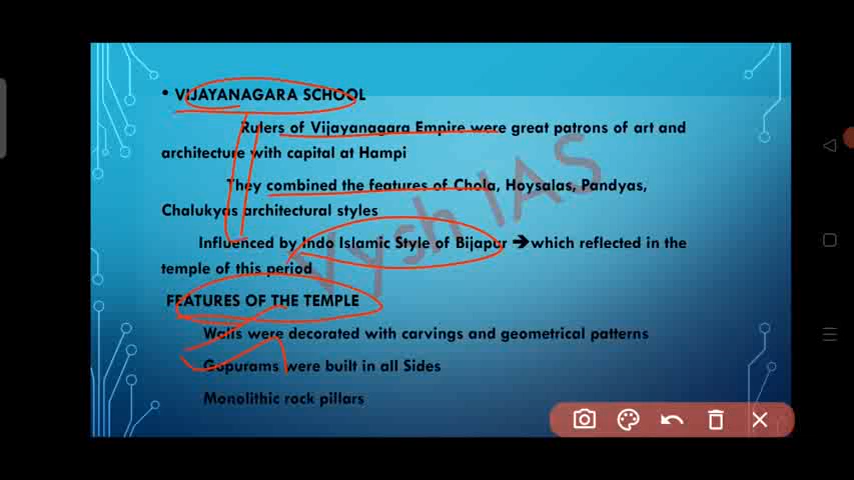 • VIJAYANAGARA SCHOOL
Rulers of Vijayanagara Empire were great patrons of art and
architecture with capital at Hampi
They combined the features of Chola, Hoysalas, Pandyas,
Chalukyas architectural styles
Influenced by Indo Islamic Style of Bijapur ➔which reflected in the
temple of this period
FEATURES OF THE TEMPLE
Walls were decorated with carvings and geometrical patterns
Gopurams were built in all Sides
Monolithic rock pillars
Vysh IAS